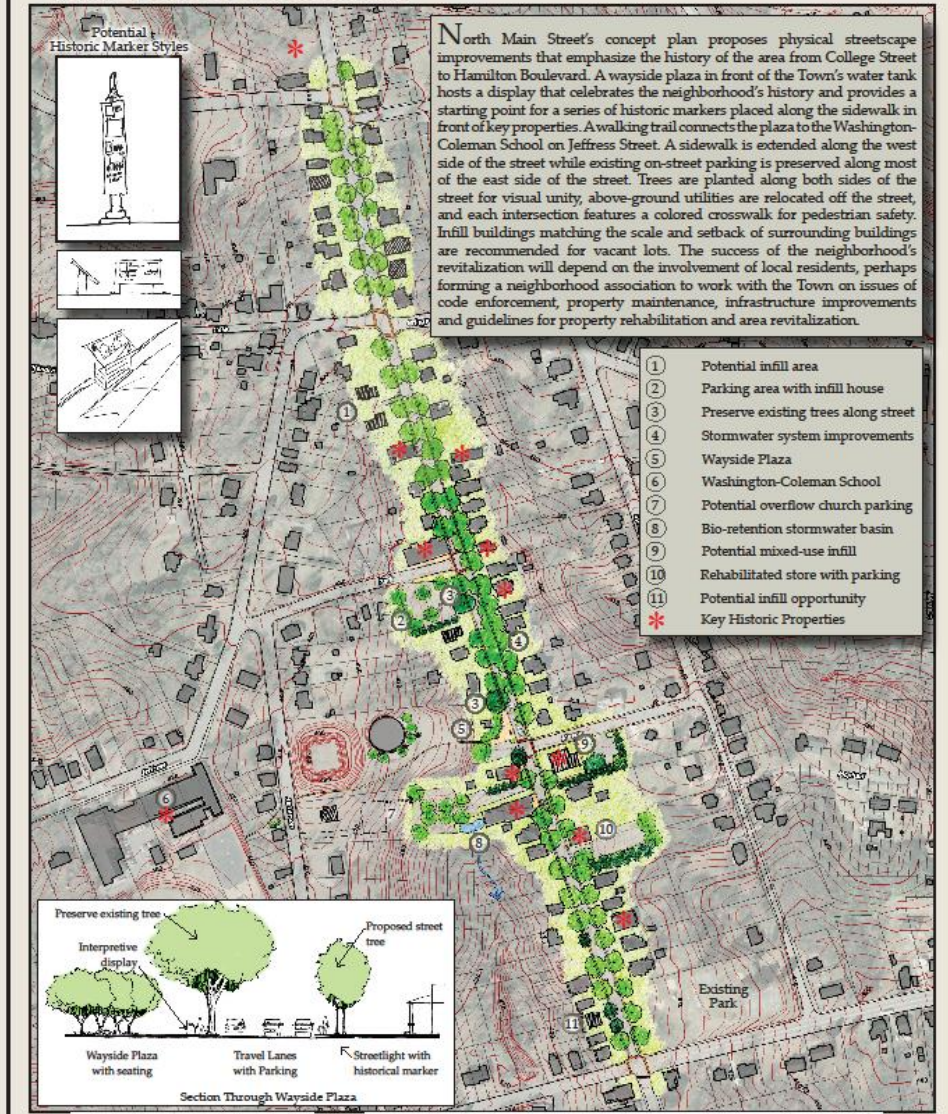 Potential
Historic Marker Styles
North Main Street's concept plan proposes physical streetscape
improvements that emphasize the history of the area from College Street
to Hamilton Boulevard. A wayside plaza in front of the Town's water tank
hosts a display that celebrates the neighborhood's history and provides a
starting point for a series of historic markers placed along the sidewalk in
front of key properties. A walking trail connects the plaza to the Washington-
Coleman School on Jeffress Street. A sidewalk is extended along the west
side of the street while existing on-street parking is preserved along most
of the east side of the street. Trees are planted along both sides of the
street for visual unity, above-ground utilities are relocated off the street,
and each intersection features a colored crosswalk for pedestrian safety.
Infill buildings matching the scale and setback of surrounding buildings
are recommended for vacant lots. The success of the neighborhood's
revitalization will depend on the involvement of local residents, perhaps
forming a neighborhood association to work with the Town on issues of
code enforcement, property maintenance, infrastructure improvements
and guidelines for property rehabilitation and area revitalization.
1 Potential infill area
2 Parking area with infill house
3 Preserve existing trees along street
4 Stormwater system improvements
5 Wayside Plaza
6 Washington-Coleman School
7 Potential overflow church parking
8 Bio-retention stormwater basin
9 Potential mixed-use infill
10 Rehabilitated store with parking
11 Potential infill opportunity
* Key Historic Properties
1
3
2
4
3
5
9
6
7
10
8
11
Existing
Park
Preserve existing tree
Interpretive
display
Proposed street
tree
Wayside Plaza
with seating
Travel Lanes
with Parking
Streetlight with
historical marker
Section Through Wayside Plaza